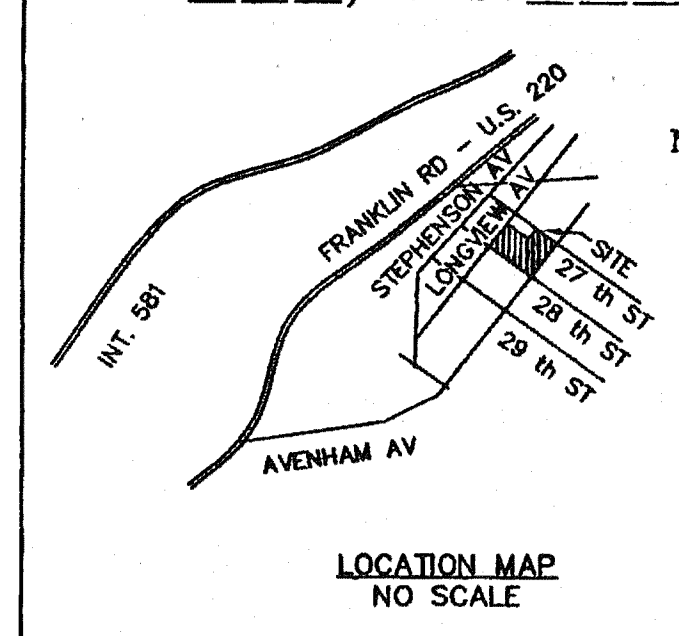 FRANKLIN RD - U.S. 220
STEPHENSON AV
LONGVIEW AV
SITE
27 th ST
28 th ST
29 th ST
INT. 581
AVENHAM AV
LOCATION MAP
NO SCALE